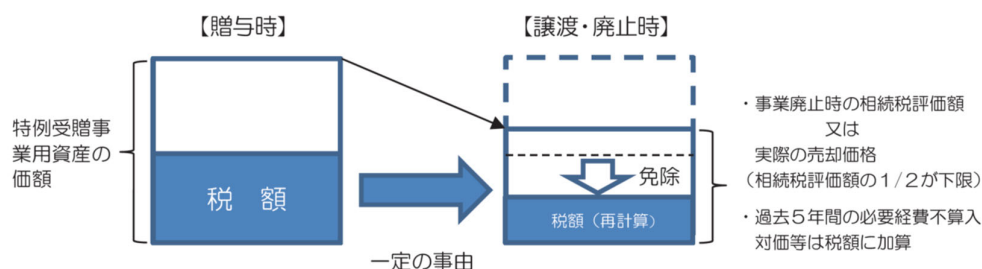 【贈与時】
【譲渡・廃止時】
特例受贈事
業用資産の
価額
税 額
一定の事由
免除
税額（再計算）
・事業廃止時の相続税評価額
又は
実際の売却価格
（相続税評価額の１/２が下限）
・過去５年間の必要経費不算入
対価等は税額に加算